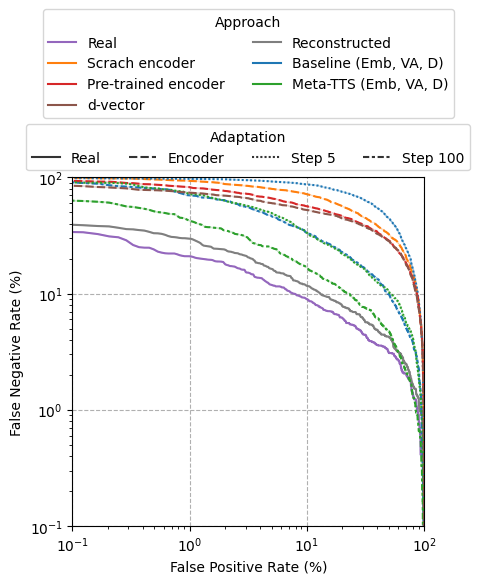 Approach
Real
Scrach encoder
Pre-trained encoder
d-vector
Reconstructed
Baseline (Emb, VA, D)
Meta-TTS (Emb, VA, D)
Adaptation
Real Encoder Step 5 Step 100
10²
10¹
10⁰
10⁻¹
False Negative Rate (%)
10⁻¹ 10⁰ 10¹ 10²
False Positive Rate (%)